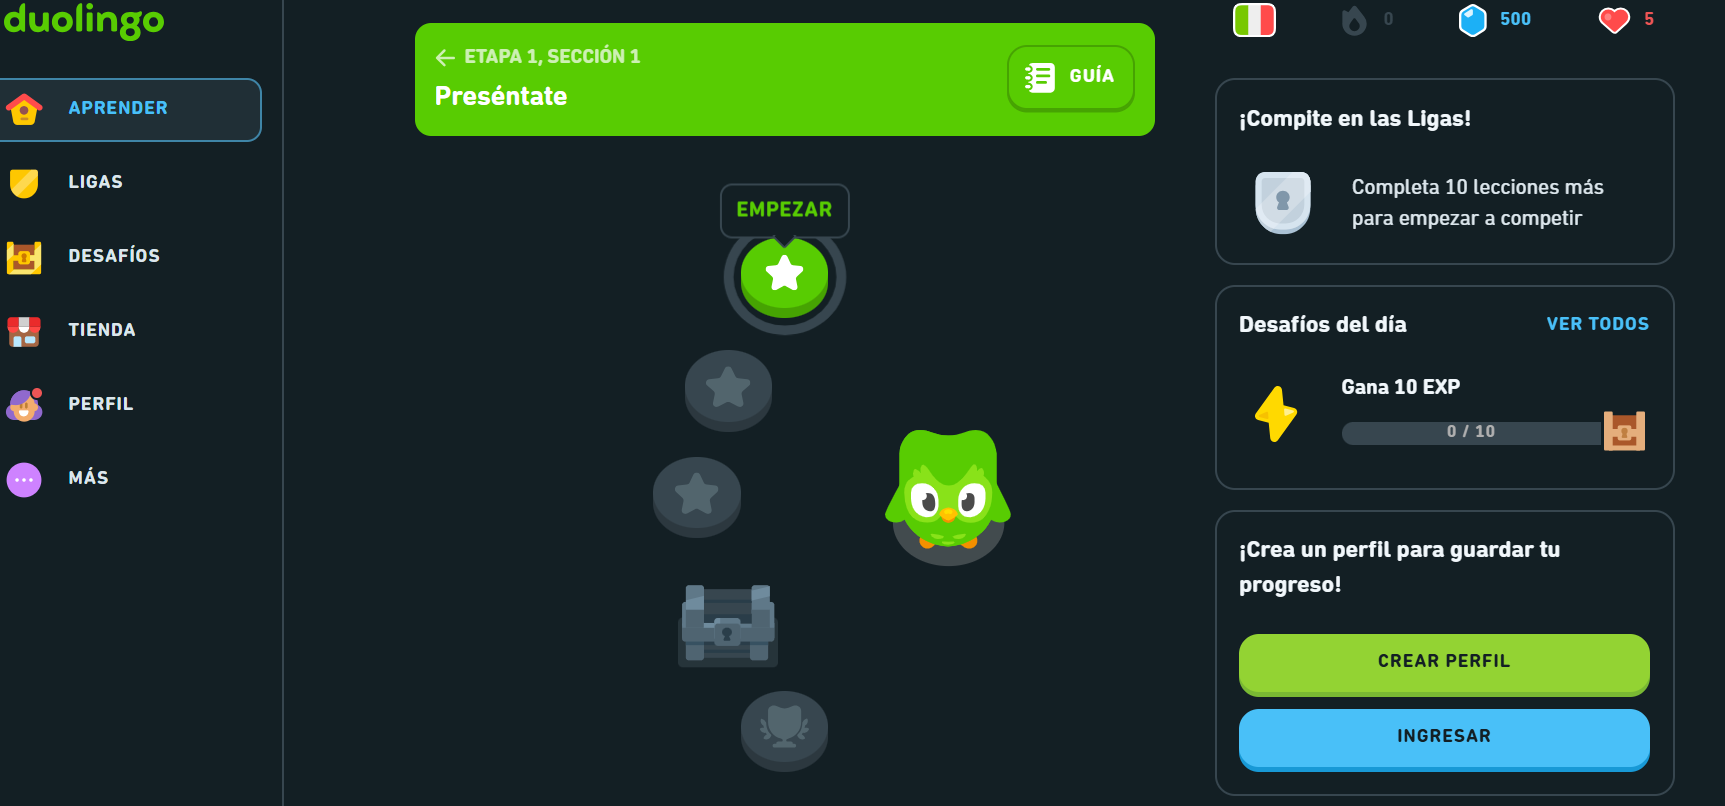 duolingo
APRENDER
LIGAS
DESAFÍOS
TIENDA
PERFIL
MÁS
ETAPA 1, SECCIÓN 1
Preséntate
GUÍA
EMPEZAR
0
500
5
¡Compite en las Ligas!
Completa 10 lecciones más
para empezar a competir
Desafíos del día
VER TODOS
Gana 10 EXP
0 / 10
¡Crea un perfil para guardar tu
progreso!
CREAR PERFIL
INGRESAR